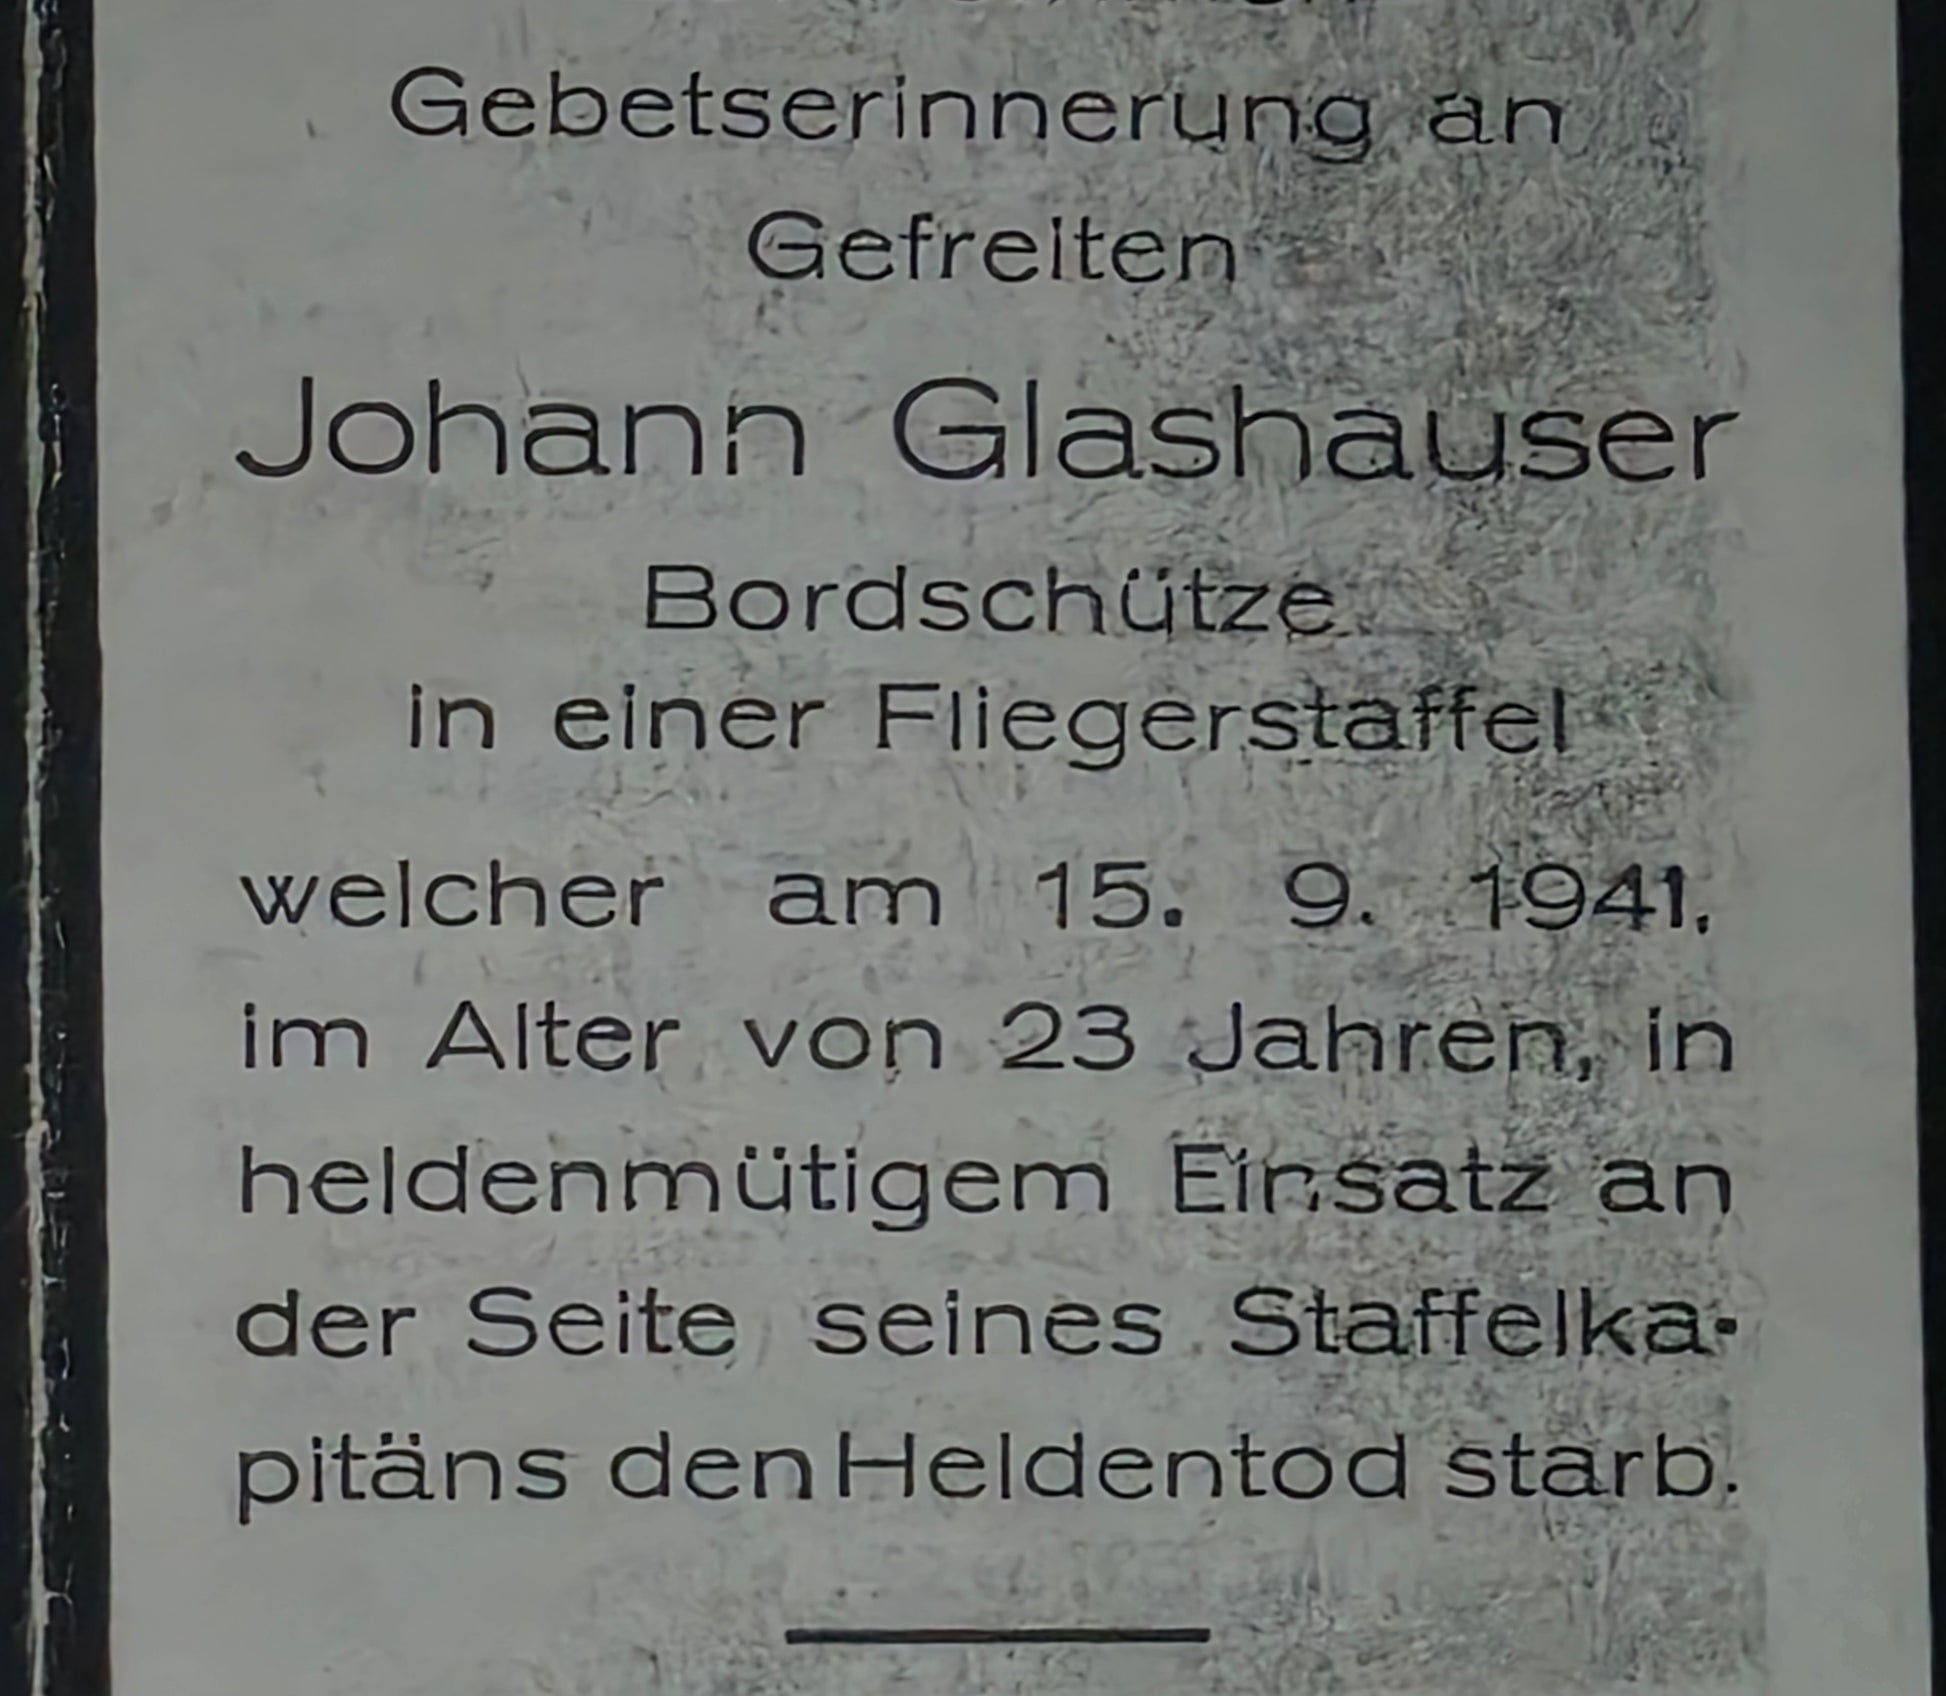 Gebetserinnerung an
Gefreiten
Johann Glashauser
Bordschütze
in einer Fliegerstaffel
welcher am 15. 9. 1941,
im Alter von 23 Jahren, in
heldenmütigem Einsatz an
der Seite seines Staffelka-
pitäns den Heldentod starb.